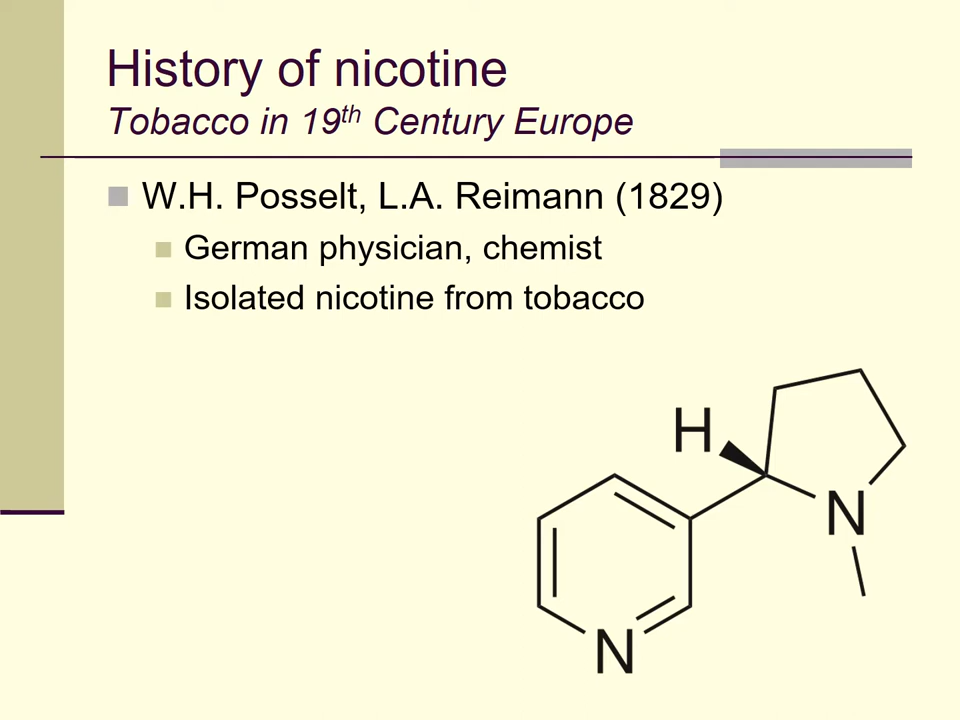 History of nicotine
Tobacco in 19th Century Europe
W.H. Posselt, L.A. Reimann (1829)
German physician, chemist
Isolated nicotine from tobacco
H
N
N